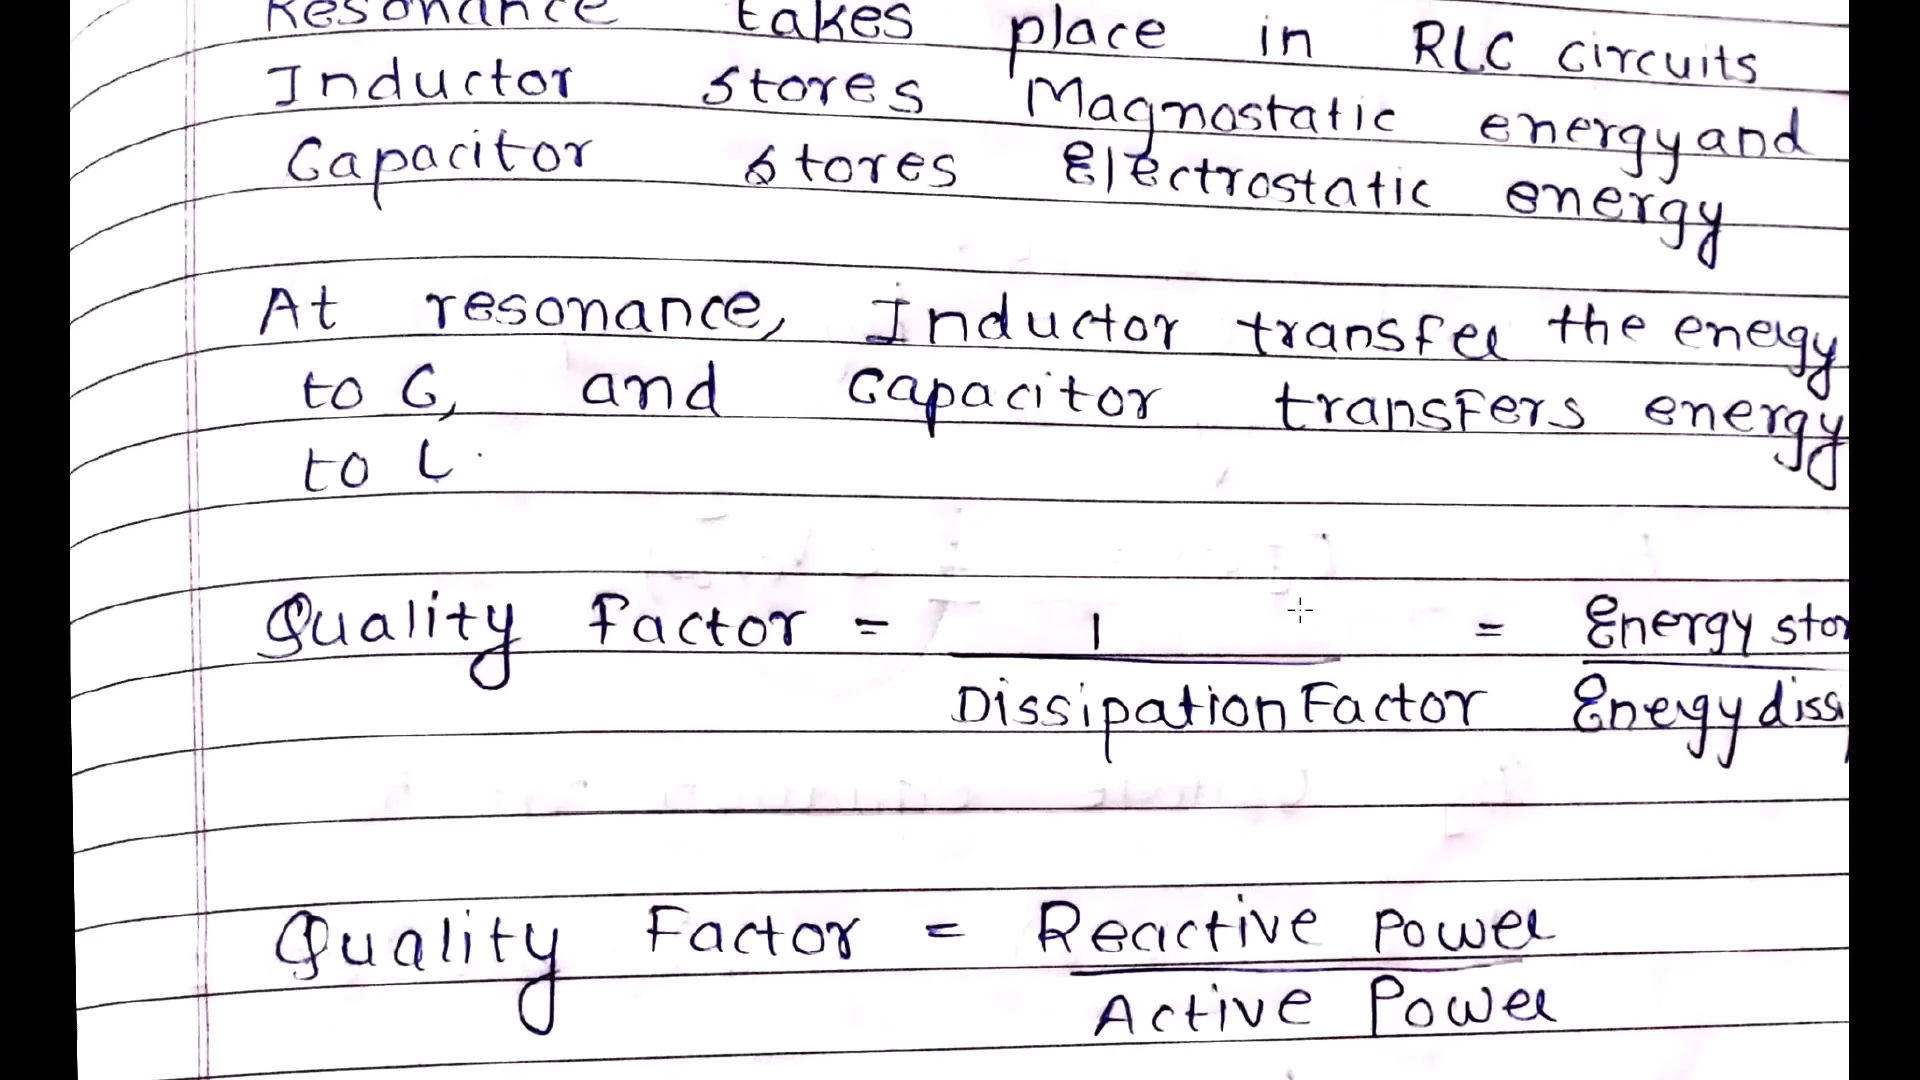 Resonance takes place in RLC circuits
Inductor stores Magnostatic energy and
Capacitor stores Electrostatic energy
At resonance, Inductor transfer the energy
to C, and capacitor transfers energy
to L.
Quality Factor = 1 = Energy stor
Dissipation Factor Energy dissi
Quality Factor = Reactive Power
Active Power